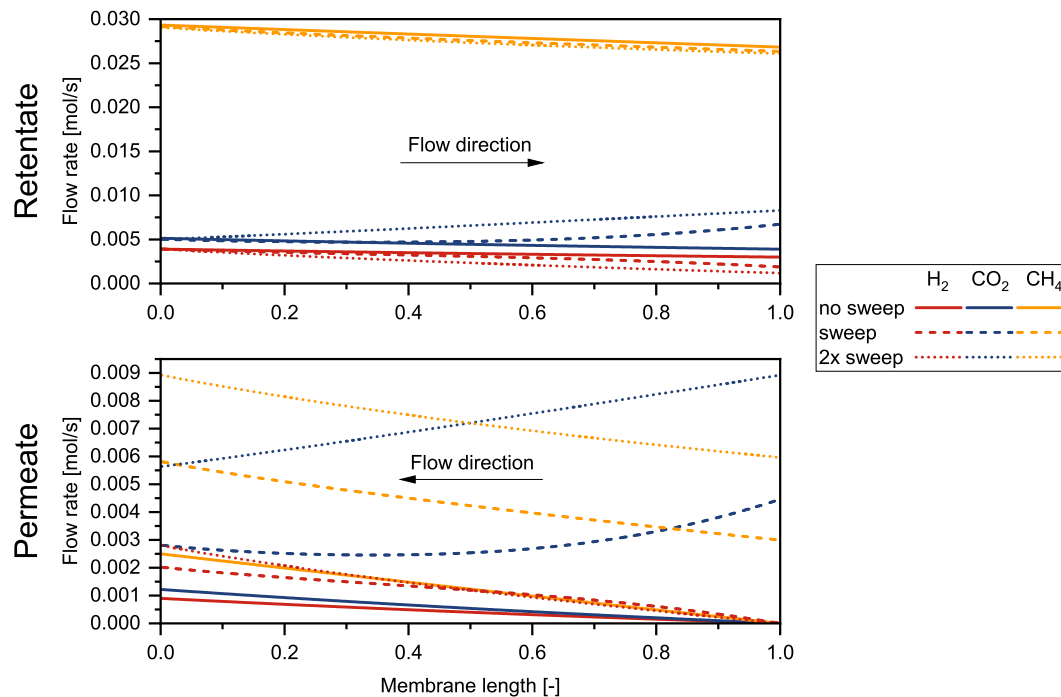 Retentate
Flow rate [mol/s]
0.030
0.025
0.020
0.015
0.010
0.005
0.000
Flow direction
0.0 0.2 0.4 0.6 0.8 1.0
H2 CO2 CH4
no sweep
sweep
2x sweep
Permeate
Flow rate [mol/s]
0.009
0.008
0.007
0.006
0.005
0.004
0.003
0.002
0.001
0.000
Flow direction
0.0 0.2 0.4 0.6 0.8 1.0
Membrane length [-]